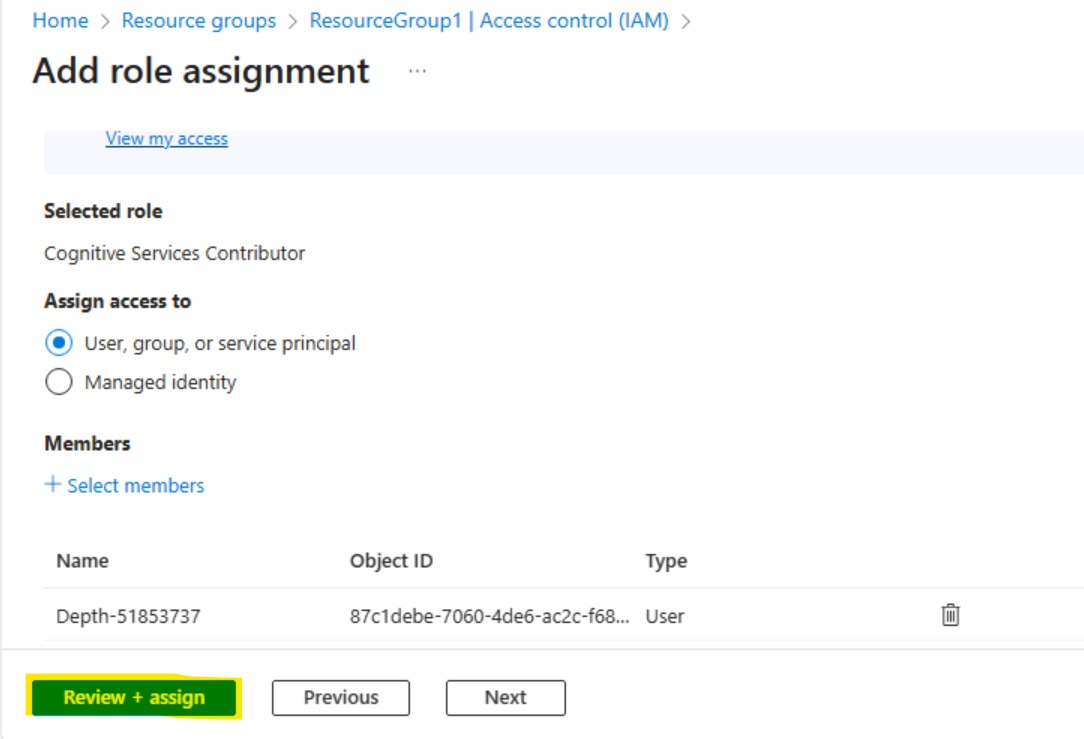 Home > Resource groups > ResourceGroup1 | Access control (IAM) >
Add role assignment ...
View my access
Selected role
Cognitive Services Contributor
Assign access to
User, group, or service principal
Managed identity
Members
+ Select members
Name Object ID Type
Depth-51853737 87c1debe-7060-4de6-ac2c-f68... User
Review + assign Previous Next